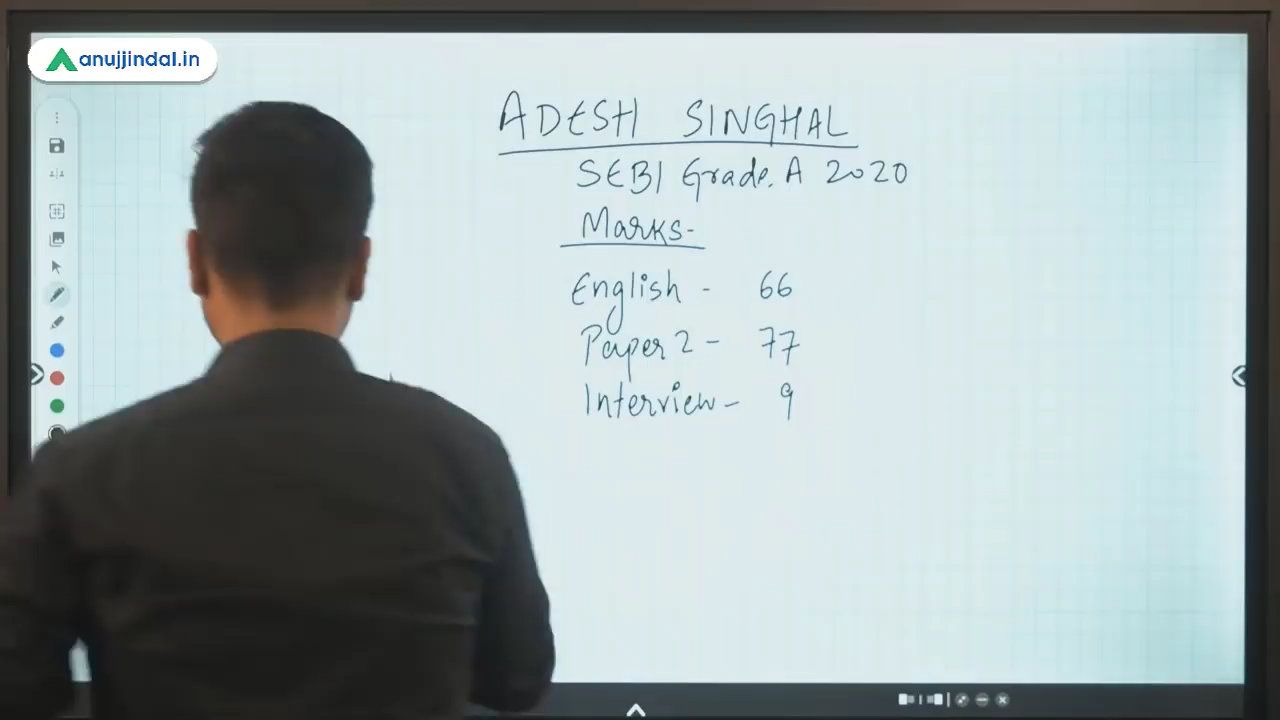 anujjindal.in
ADESH SINGHAL
SEBI Grade. A 2020
Marks-
English - 66
Paper 2 - 77
Interview - 9